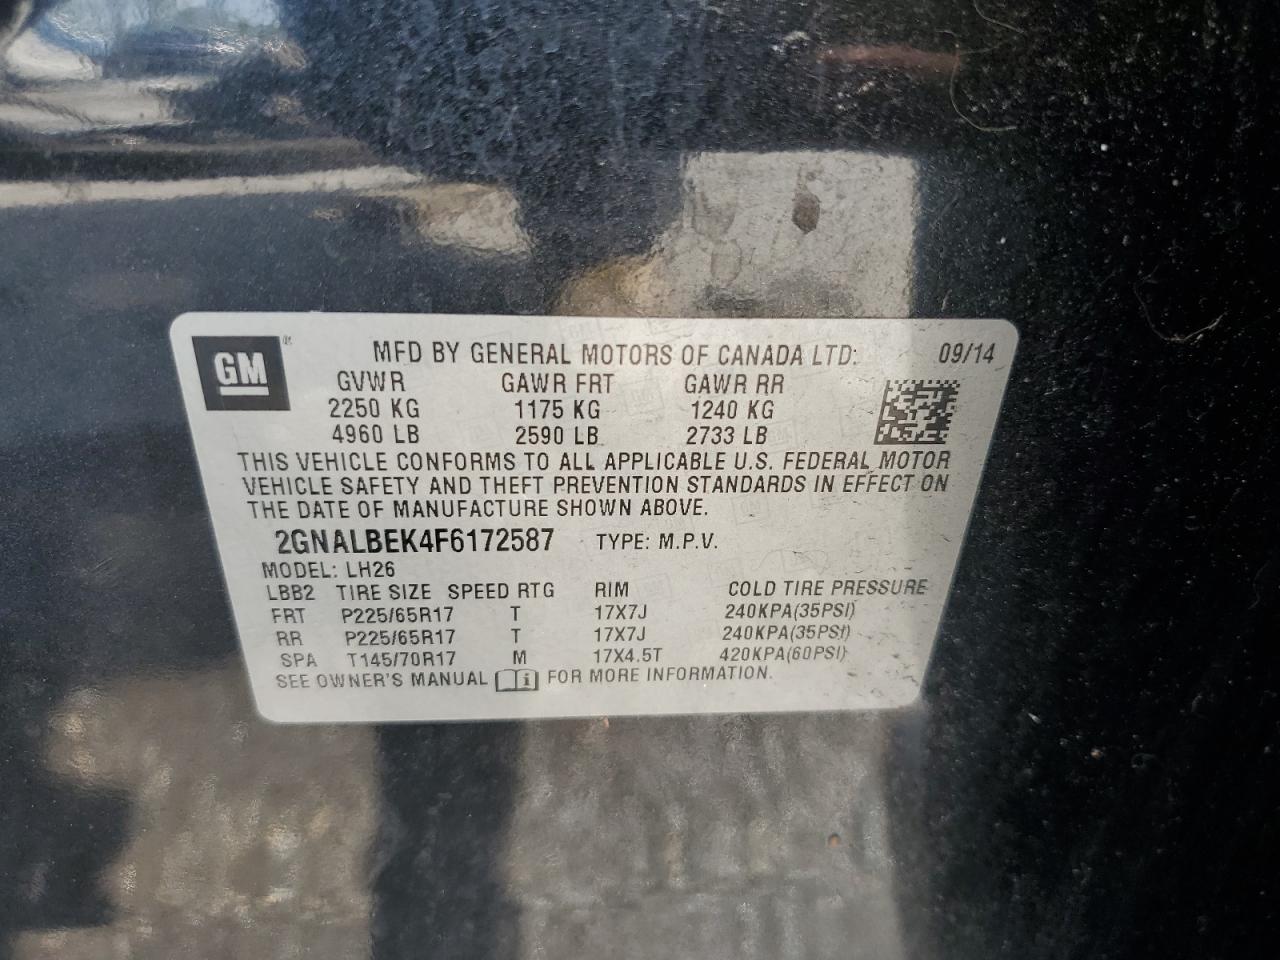 GM ®
MFD BY GENERAL MOTORS OF CANADA LTD: 09/14
GVWR GAWR FRT GAWR RR
2250 KG 1175 KG 1240 KG
4960 LB 2590 LB 2733 LB
THIS VEHICLE CONFORMS TO ALL APPLICABLE U.S. FEDERAL MOTOR
VEHICLE SAFETY AND THEFT PREVENTION STANDARDS IN EFFECT ON
THE DATE OF MANUFACTURE SHOWN ABOVE.
2GNALBEK4F6172587 TYPE: M.P.V.
MODEL: LH26
LBB2 TIRE SIZE SPEED RTG RIM COLD TIRE PRESSURE
FRT P225/65R17 T 17X7J 240KPA(35PSI)
RR P225/65R17 T 17X7J 240KPA(35PSI)
SPA T145/70R17 M 17X4.5T 420KPA(60PSI)
SEE OWNER'S MANUAL i FOR MORE INFORMATION.